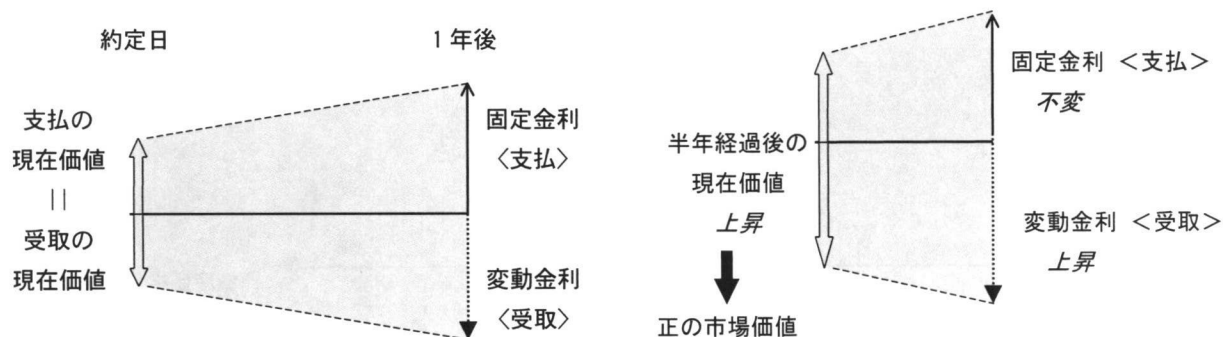 約定日
1年後
支払の
現在価値
||
受取の
現在価値
固定金利
〈支払〉
変動金利
〈受取〉
固定金利 <支払>
不変
半年経過後の
現在価値
上昇
正の市場価値
変動金利 <受取>
上昇